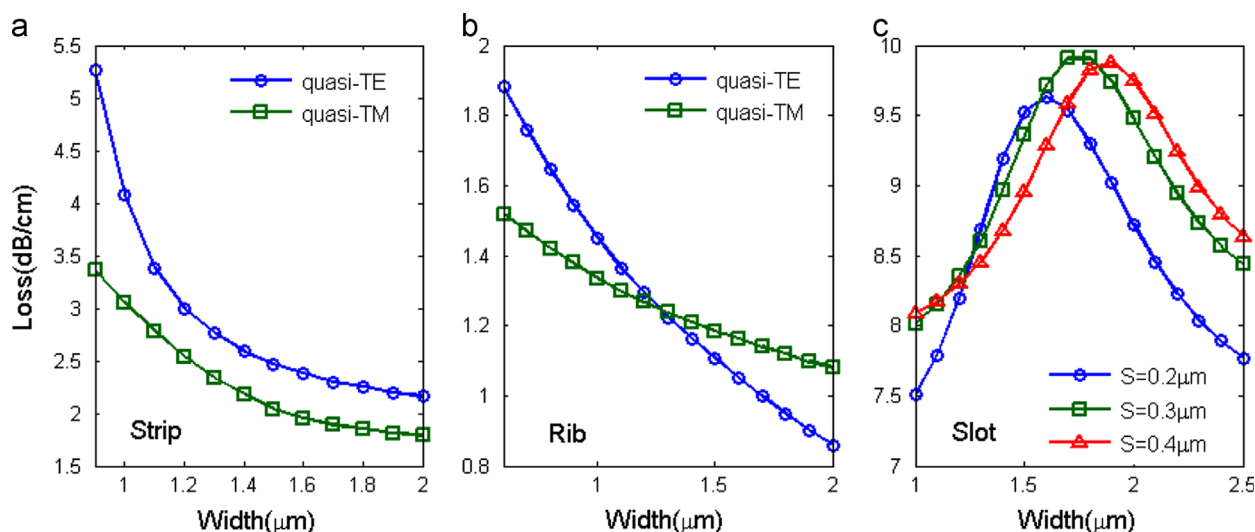 a
5.5
5
4.5
4
3.5
3
2.5
2
1.5
Loss(dB/cm)
quasi-TE
quasi-TM
Strip
1 1.2 1.4 1.6 1.8 2
Width(μm)
b
2
1.8
1.6
1.4
1.2
1
0.8
quasi-TE
quasi-TM
Rib
1 1.5 2
Width(μm)
c
10
9.5
9
8.5
8
7.5
7
S=0.2μm
S=0.3μm
S=0.4μm
Slot
1 1.5 2 2.5
Width(μm)